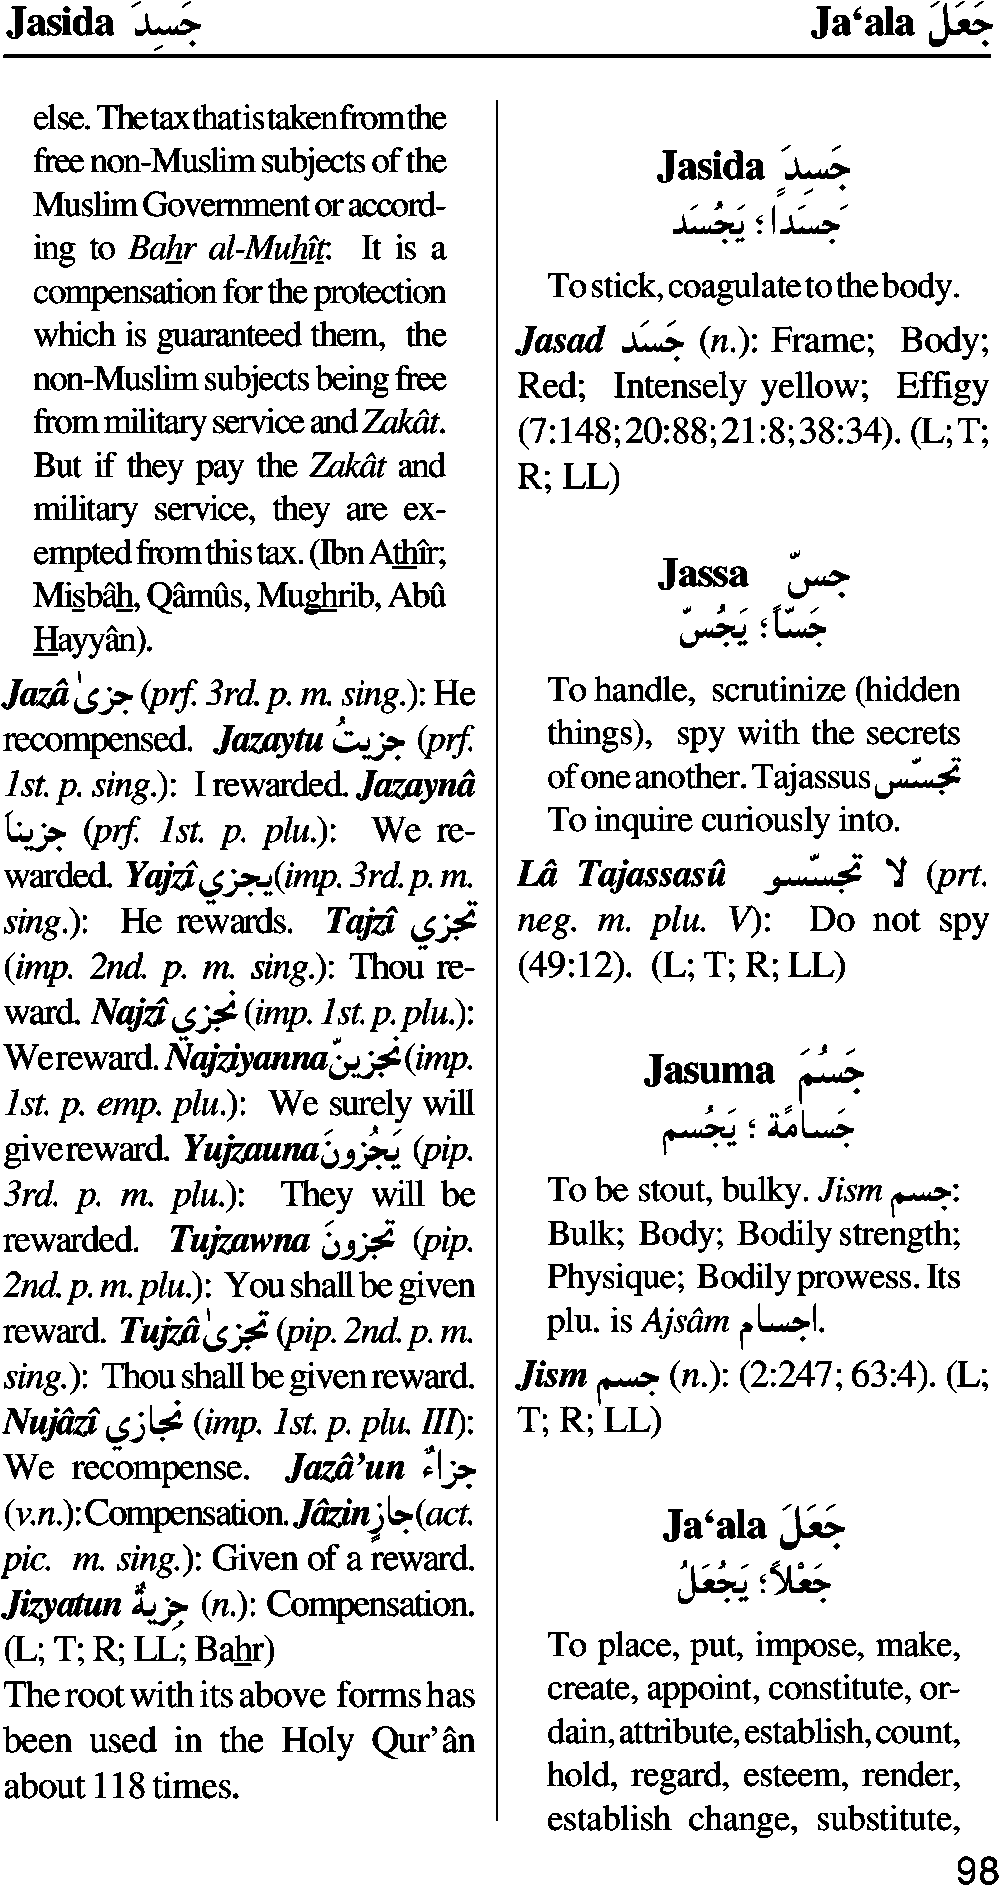 Jasida جَسِدَ
Ja‘ala جَعَلَ
else. The tax that is taken from the
free non-Muslim subjects of the
Muslim Government or accord-
ing to Bahr al-Muhît: It is a
compensation for the protection
which is guaranteed them, the
non-Muslim subjects being free
from military service and Zakât.
But if they pay the Zakât and
military service, they are ex-
empted from this tax. (Ibn Athîr;
Misbâh, Qâmûs, Mughrib, Abû
Hayyân).
Jazâ جزىٰ (prf. 3rd. p. m. sing.): He
recompensed. Jazaytu جزيتُ (prf.
1st. p. sing.): I rewarded. Jazaynâ
جزيناَ (prf. 1st. p. plu.): We re-
warded. Yajzî يجزي (imp. 3rd. p. m.
sing.): He rewards. Tajzî تجزي
(imp. 2nd. p. m. sing.): Thou re-
ward. Najzî نجزي (imp. 1st. p. plu.):
We reward. Najziyanna نجزينّ (imp.
1st. p. emp. plu.): We surely will
give reward. Yujzauna يَجُزونَ (pip.
3rd. p. m. plu.): They will be
rewarded. Tujzawna تجزونَ (pip.
2nd. p. m. plu.): You shall be given
reward. Tujzâ تجزىٰ (pip. 2nd. p. m.
sing.): Thou shall be given reward.
Nujâzî نجازي (imp. 1st. p. plu. III):
We recompense. Jazâ’un جزاءٌ
(v.n.): Compensation. Jâzin جازٍ (act.
pic. m. sing.): Given of a reward.
Jizyatun جِزيةٌ (n.): Compensation.
(L; T; R; LL; Bahr)
The root with its above forms has
been used in the Holy Qur’ân
about 118 times.
Jasida جَسِدَ
جَسَداً ؛ يَجُسَد
To stick, coagulate to the body.
Jasad جَسَد (n.): Frame; Body;
Red; Intensely yellow; Effigy
(7:148; 20:88; 21:8; 38:34). (L; T;
R; LL)
Jassa جسّ
جَسّاً ؛ يَجُسّ
To handle, scrutinize (hidden
things), spy with the secrets
of one another. Tajassus تجسّس
To inquire curiously into.
Lâ Tajassasû لا تجسّسو (prt.
neg. m. plu. V): Do not spy
(49:12). (L; T; R; LL)
Jasuma جَسُمَ
جَسامَةً ؛ يَجُسم
To be stout, bulky. Jism جسم:
Bulk; Body; Bodily strength;
Physique; Bodily prowess. Its
plu. is Ajsâm اجسام.
Jism جسم (n.): (2:247; 63:4). (L;
T; R; LL)
Ja‘ala جَعَلَ
جَعْلاً ؛ يَجُعَلُ
To place, put, impose, make,
create, appoint, constitute, or-
dain, attribute, establish, count,
hold, regard, esteem, render,
establish change, substitute,
98